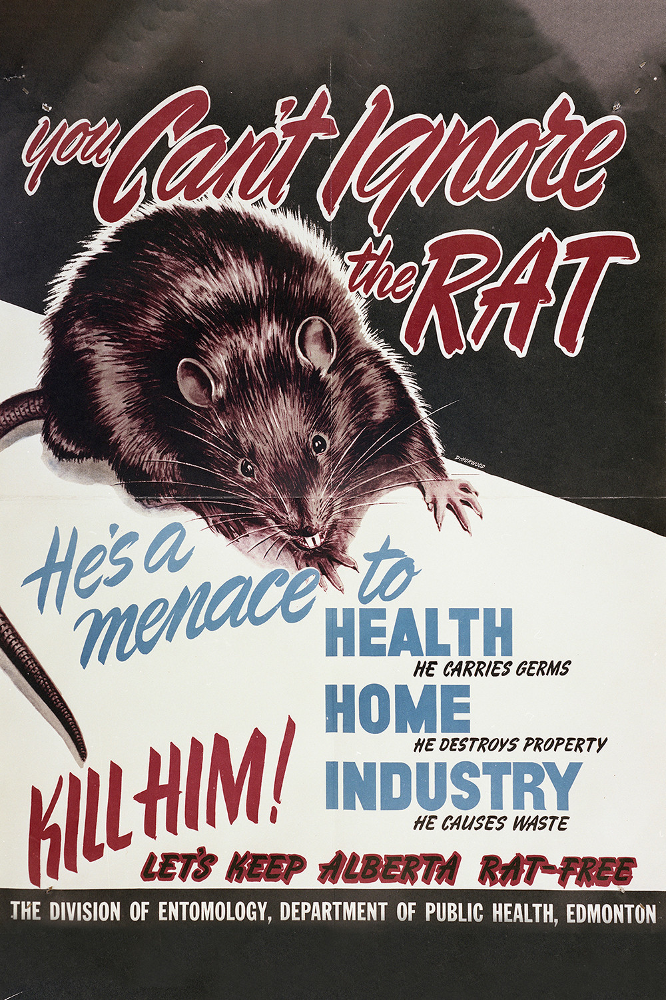 you Can't Ignore
the RAT
D. HORWOOD
He's a
menace to
HEALTH
HE CARRIES GERMS
HOME
HE DESTROYS PROPERTY
INDUSTRY
HE CAUSES WASTE
KILL HIM!
LET'S KEEP ALBERTA RAT-FREE
THE DIVISION OF ENTOMOLOGY, DEPARTMENT OF PUBLIC HEALTH, EDMONTON